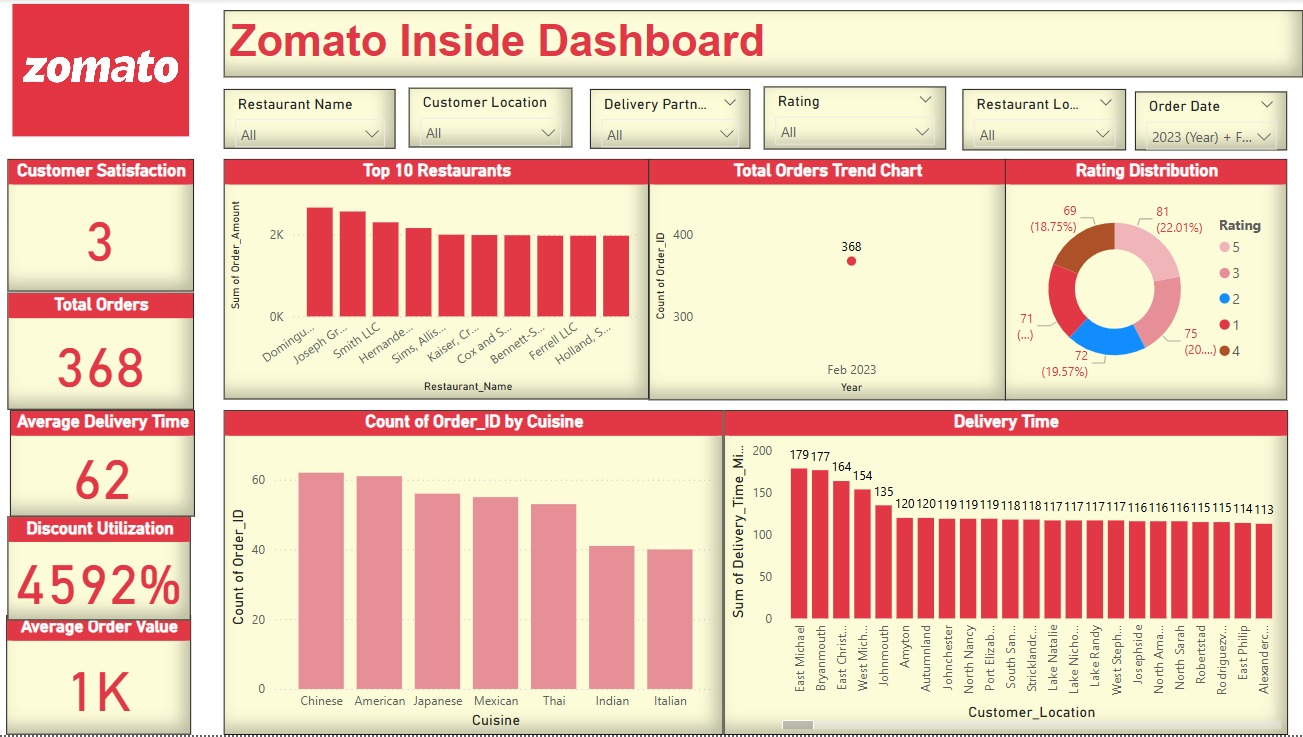 zomato
Zomato Inside Dashboard
Restaurant Name
All
Customer Location
All
Delivery Partn...
All
Rating
All
Restaurant Lo...
All
Order Date
2023 (Year) + F...
Customer Satisfaction
3
Total Orders
368
Average Delivery Time
62
Discount Utilization
4592%
Average Order Value
1K
Top 10 Restaurants
Sum of Order_Amount
2K
0K
Domingu...
Joseph Gr...
Smith LLC
Hernande...
Sims, Allis...
Kaiser, Cr...
Cox and S...
Bennett-S...
Ferrell LLC
Holland, S...
Restaurant_Name
Total Orders Trend Chart
Count of Order_ID
400
300
368
Feb 2023
Year
Rating Distribution
69
(18.75%)
81
(22.01%)
71
(...)
72
(19.57%)
75
(20....)
Rating
5
3
2
1
4
Count of Order_ID by Cuisine
Count of Order_ID
60
40
20
0
Chinese American Japanese Mexican Thai Indian Italian
Cuisine
Delivery Time
Sum of Delivery_Time_Mi...
200
150
100
50
0
179 177 164 154 135 120 120 119 119 119 118 118 117 117 117 117 116 116 116 115 115 114 113
East Michael
Bryanmouth
East Christ...
West Mich...
Johnmouth
Amyton
Autumnland
Johnchester
North Nancy
Port Elizab...
South San...
Stricklandc...
Lake Natalie
Lake Nicho...
Lake Randy
West Steph...
Josephside
North Ama...
North Sarah
Robertstad
Rodriguezv...
East Philip
Alexanderc...
Customer_Location